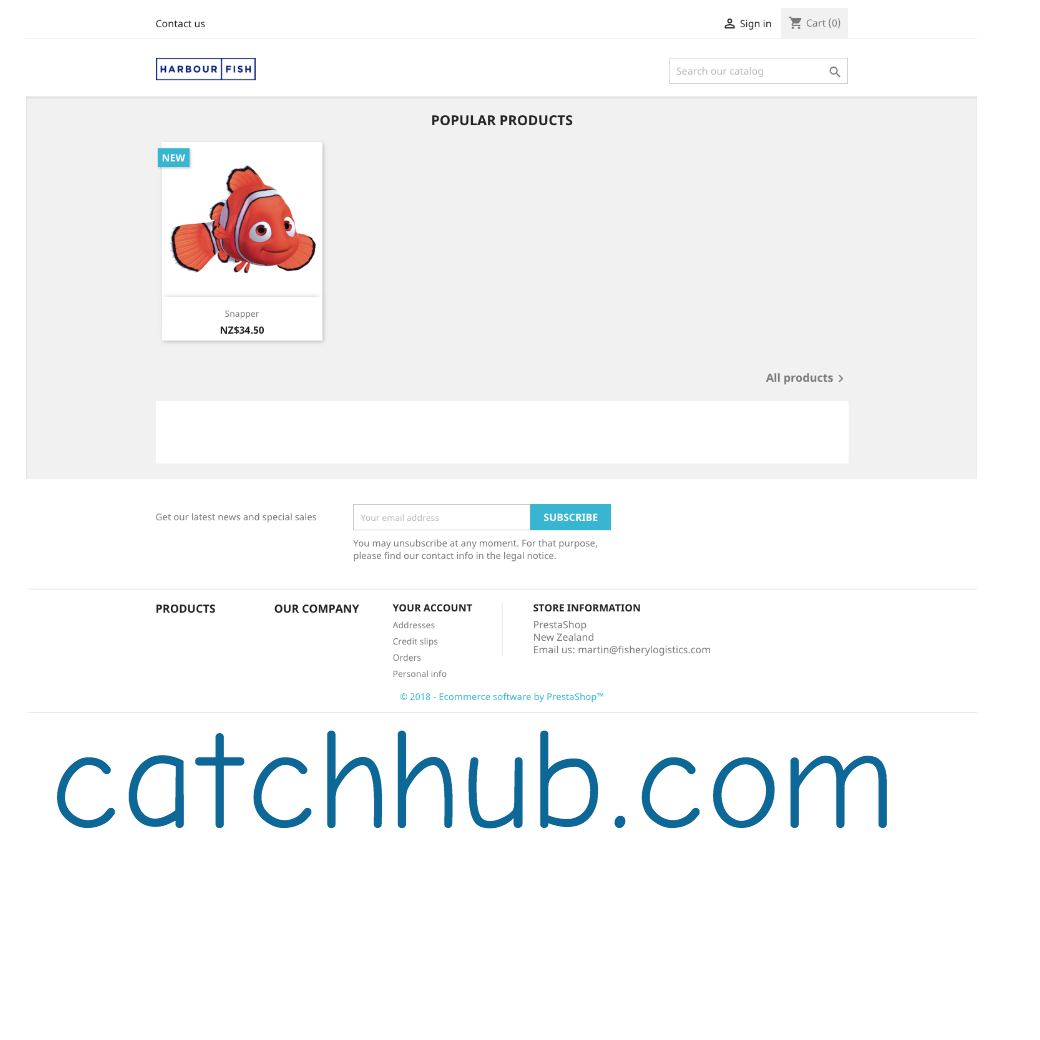 Contact us
Sign in
Cart (0)
HARBOUR FISH
Search our catalog
POPULAR PRODUCTS
NEW
Snapper
NZ$34.50
All products
Get our latest news and special sales
Your email address
SUBSCRIBE
You may unsubscribe at any moment. For that purpose,
please find our contact info in the legal notice.
PRODUCTS
OUR COMPANY
YOUR ACCOUNT
Addresses
Credit slips
Orders
Personal info
STORE INFORMATION
PrestaShop
New Zealand
Email us: martin@fisherylogistics.com
© 2018 - Ecommerce software by PrestaShop™
catchhub.com